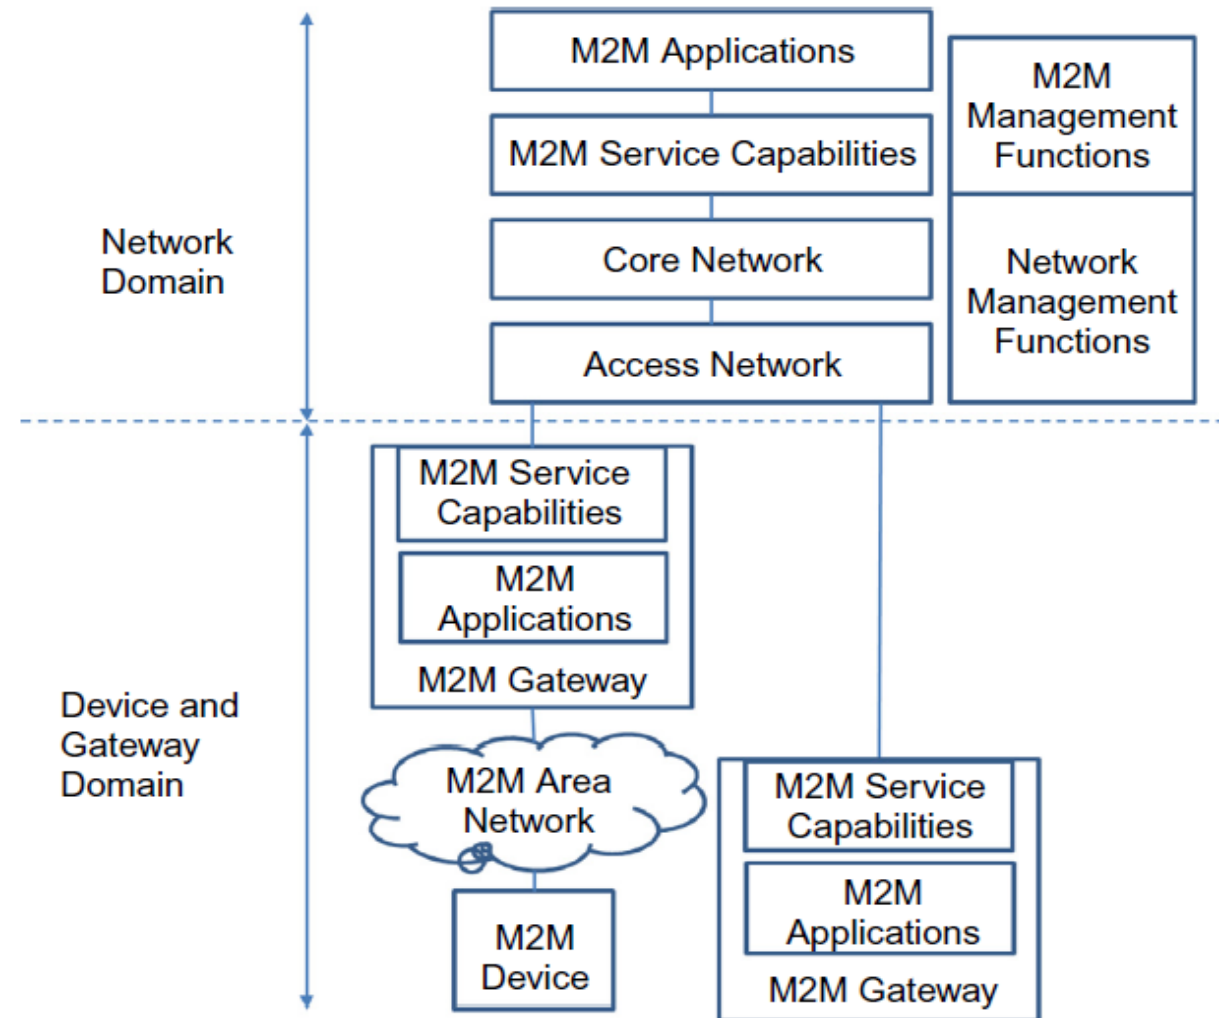 M2M Applications
M2M Service Capabilities
Core Network
Access Network
M2M
Management
Functions
Network
Management
Functions
Network
Domain
M2M Service
Capabilities
M2M
Applications
M2M Gateway
Device and
Gateway
Domain
M2M Area
Network
M2M
Device
M2M Service
Capabilities
M2M
Applications
M2M Gateway